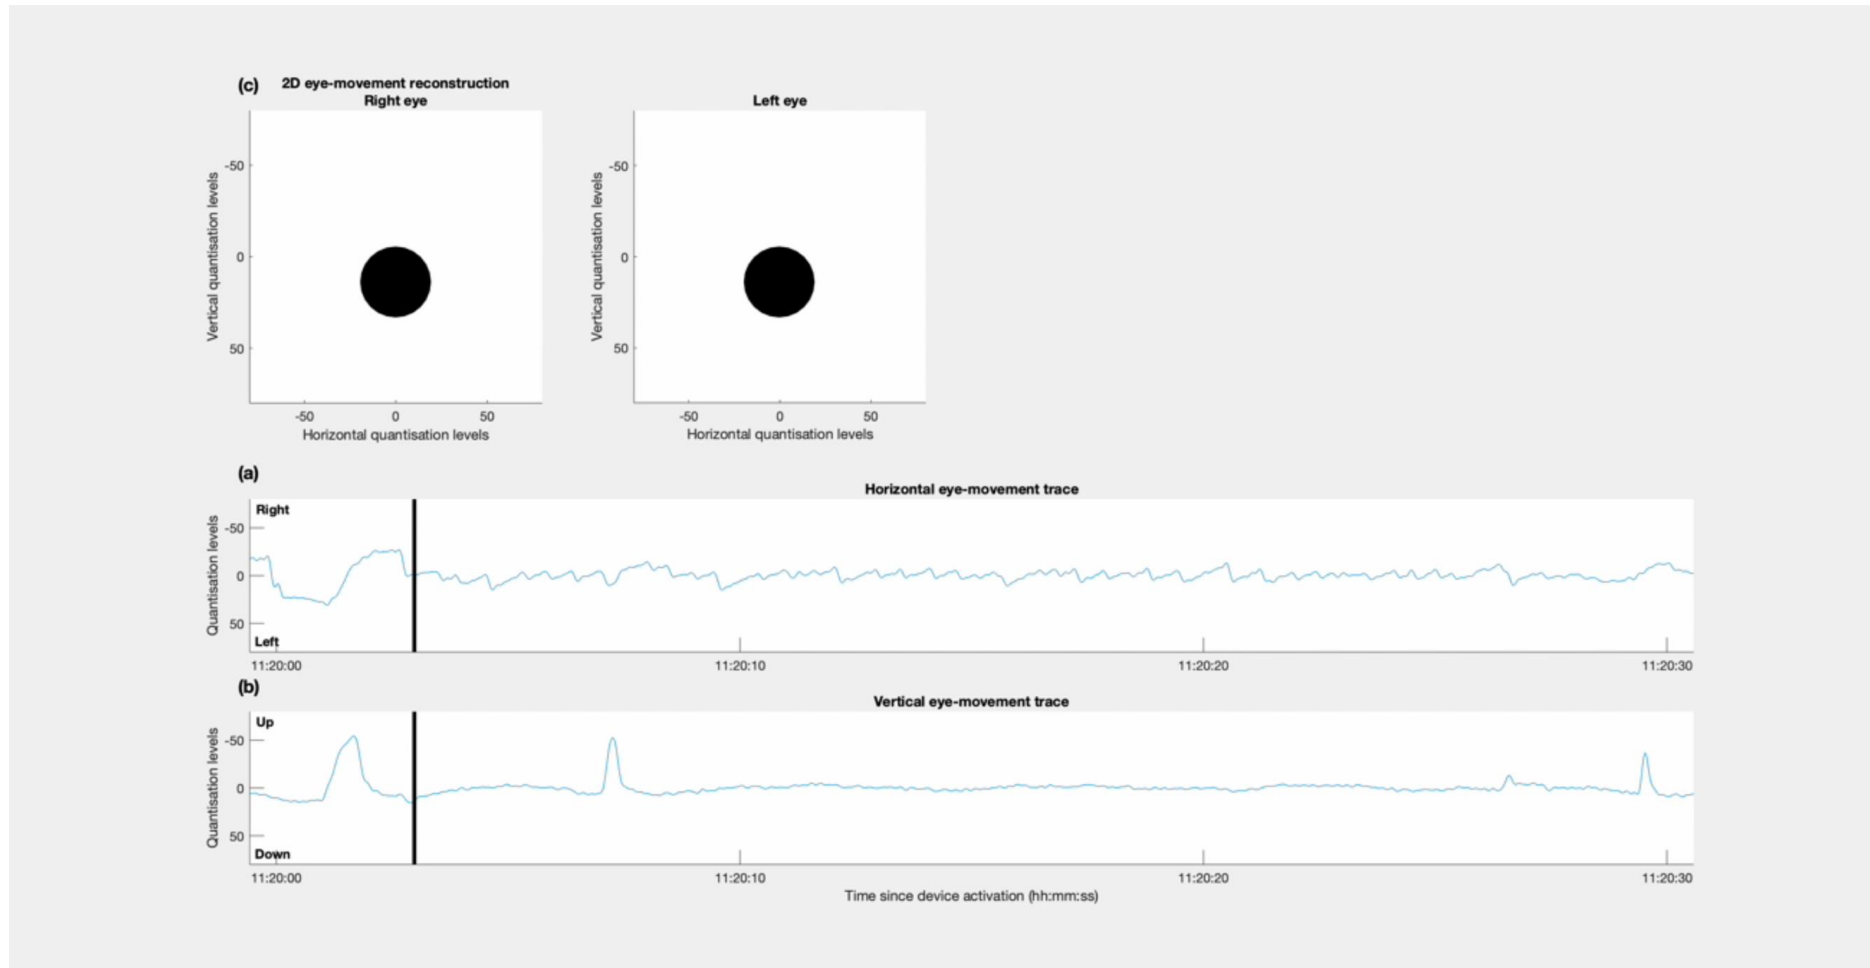 (c) 2D eye-movement reconstruction
Right eye
Left eye
Vertical quantisation levels
-50
0
50
-50 0 50
Horizontal quantisation levels
Vertical quantisation levels
-50
0
50
-50 0 50
Horizontal quantisation levels
(a)
Horizontal eye-movement trace
Quantisation levels
Right
-50
0
50
Left
11:20:00 11:20:10 11:20:20 11:20:30
(b)
Vertical eye-movement trace
Quantisation levels
Up
-50
0
50
Down
11:20:00 11:20:10 11:20:20 11:20:30
Time since device activation (hh:mm:ss)